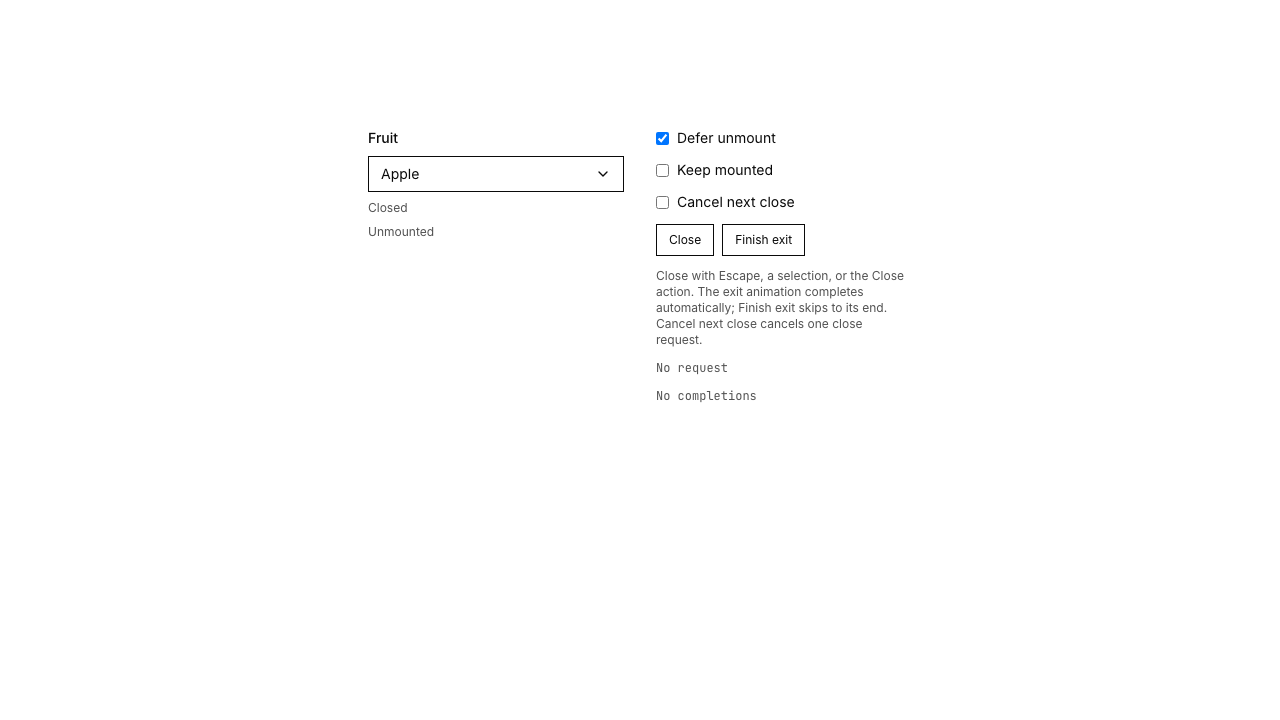 Fruit
Apple
Closed
Unmounted
Defer unmount
Keep mounted
Cancel next close
Close
Finish exit
Close with Escape, a selection, or the Close
action. The exit animation completes
automatically; Finish exit skips to its end.
Cancel next close cancels one close
request.
No request
No completions